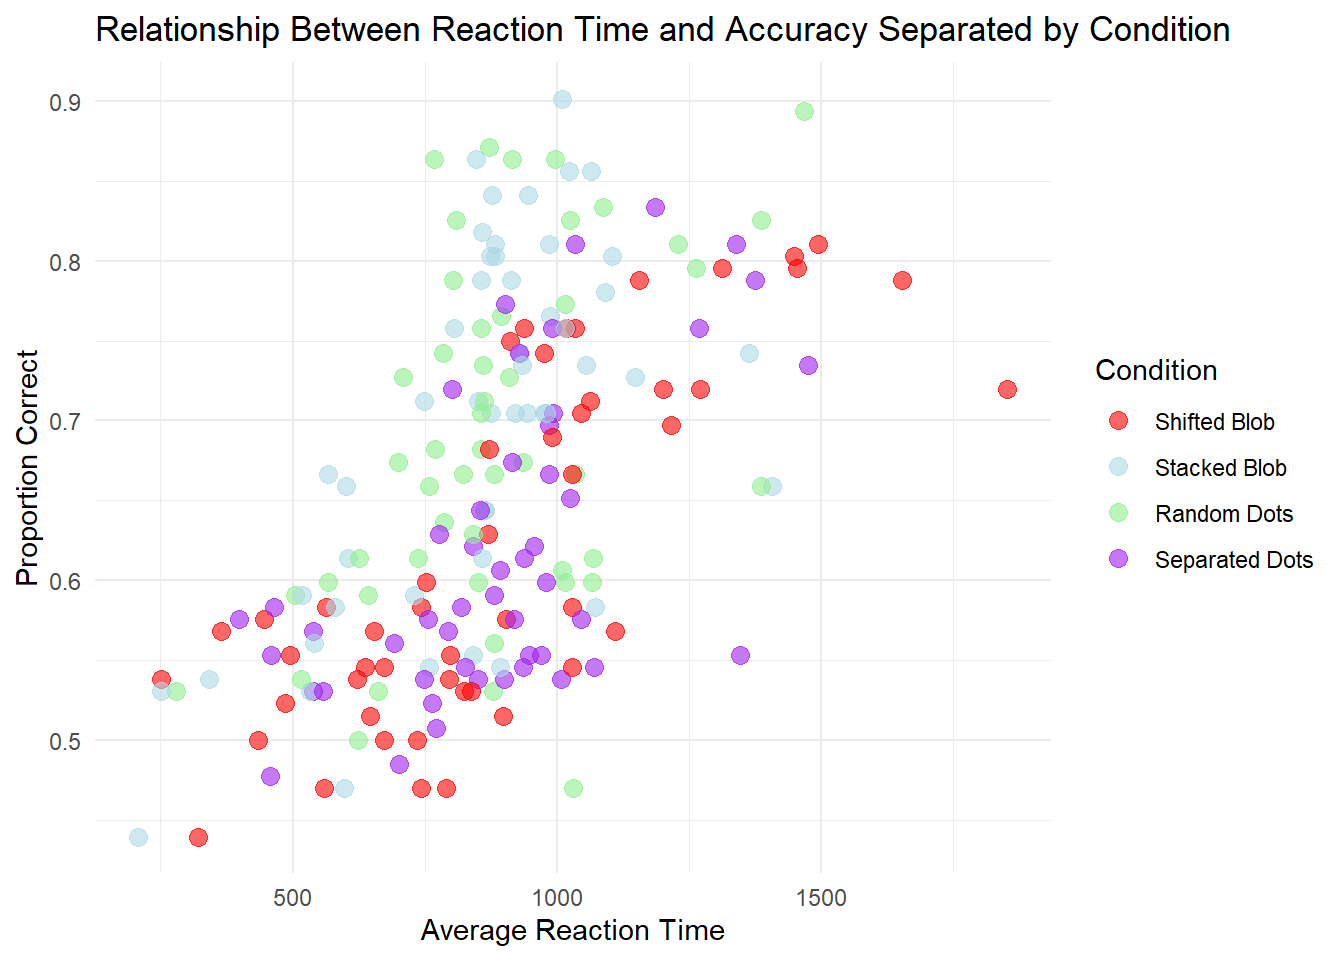 Relationship Between Reaction Time and Accuracy Separated by Condition
0.9
0.8
0.7
0.6
0.5
Proportion Correct
500 1000 1500
Average Reaction Time
Condition
Shifted Blob
Stacked Blob
Random Dots
Separated Dots